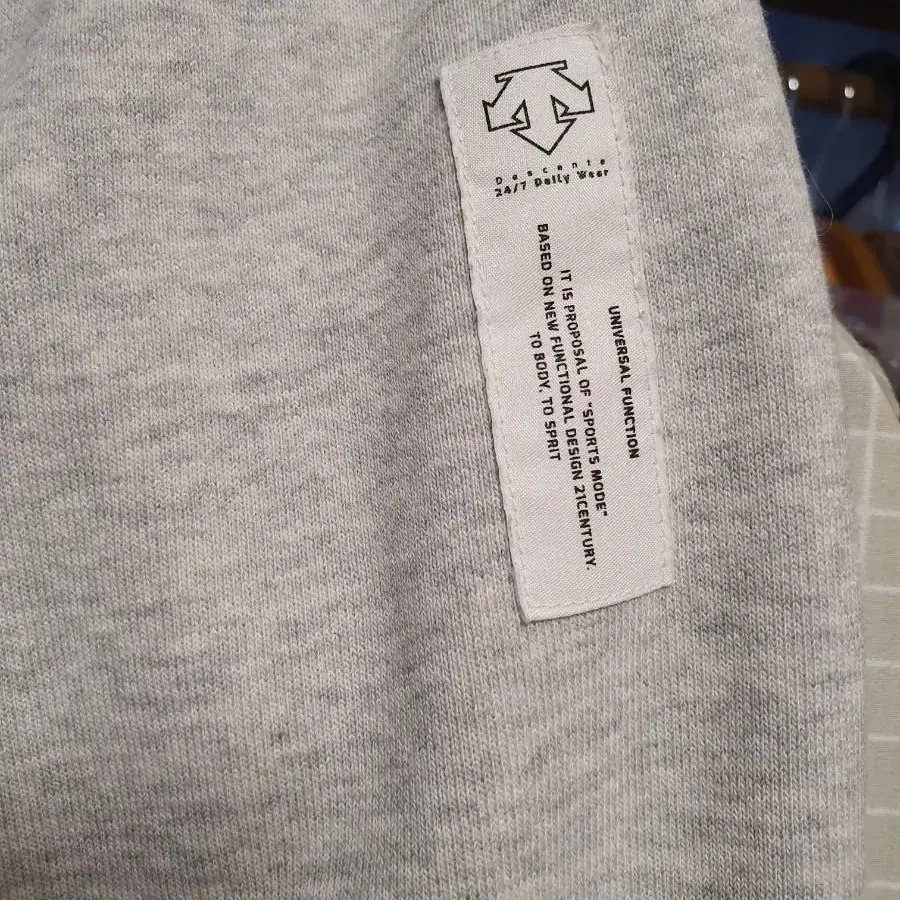 Descente
24/7 Daily Wear
UNIVERSAL FUNCTION
IT IS PROPOSAL OF "SPORTS MODE"
BASED ON NEW FUNCTIONAL DESIGN 21CENTURY.
TO BODY. TO SPRIT